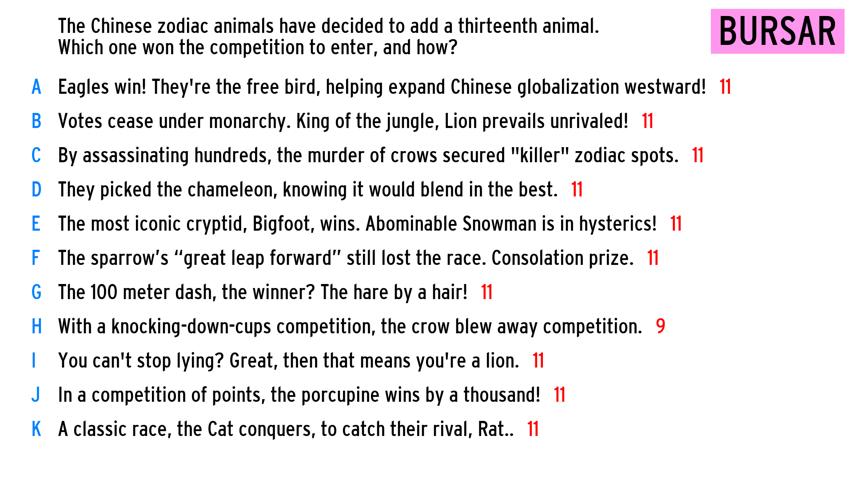 The Chinese zodiac animals have decided to add a thirteenth animal.
Which one won the competition to enter, and how?
BURSAR
A Eagles win! They're the free bird, helping expand Chinese globalization westward! 11
B Votes cease under monarchy. King of the jungle, Lion prevails unrivaled! 11
C By assassinating hundreds, the murder of crows secured "killer" zodiac spots. 11
D They picked the chameleon, knowing it would blend in the best. 11
E The most iconic cryptid, Bigfoot, wins. Abominable Snowman is in hysterics! 11
F The sparrow’s “great leap forward” still lost the race. Consolation prize. 11
G The 100 meter dash, the winner? The hare by a hair! 11
H With a knocking-down-cups competition, the crow blew away competition. 9
I You can't stop lying? Great, then that means you're a lion. 11
J In a competition of points, the porcupine wins by a thousand! 11
K A classic race, the Cat conquers, to catch their rival, Rat.. 11